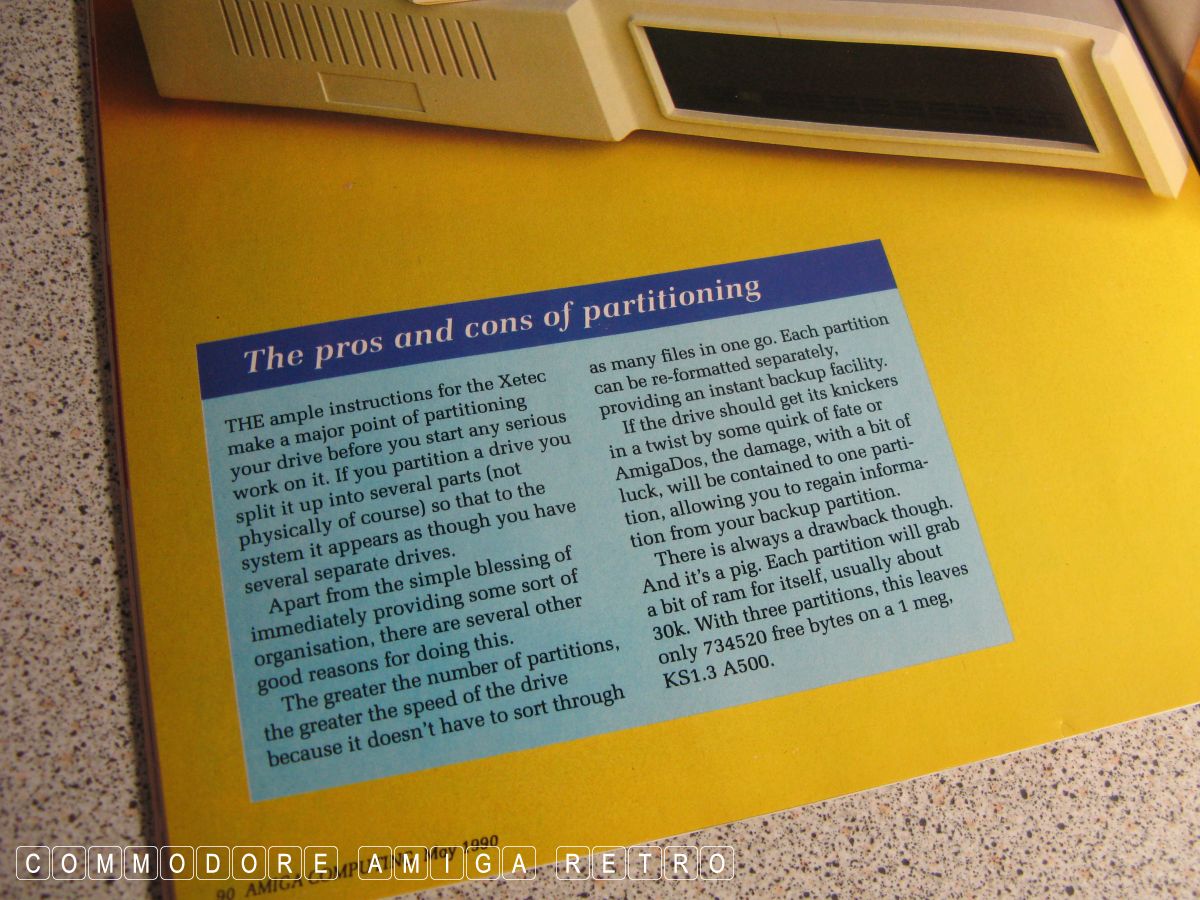 The pros and cons of partitioning
THE ample instructions for the Xetec
make a major point of partitioning
your drive before you start any serious
work on it. If you partition a drive you
split it up into several parts (not
physically of course) so that to the
system it appears as though you have
several separate drives.
Apart from the simple blessing of
immediately providing some sort of
organisation, there are several other
good reasons for doing this.
The greater the number of partitions,
the greater the speed of the drive
because it doesn't have to sort through
as many files in one go. Each partition
can be re-formatted separately,
providing an instant backup facility.
If the drive should get its knickers
in a twist by some quirk of fate or
AmigaDos, the damage, with a bit of
luck, will be contained to one parti-
tion, allowing you to regain informa-
tion from your backup partition.
There is always a drawback though.
And it's a pig. Each partition will grab
a bit of ram for itself, usually about
30k. With three partitions, this leaves
only 734520 free bytes on a 1 meg,
KS1.3 A500.
90 AMIGA COMPUTING May 1990
COMMODORE AMIGA RETRO